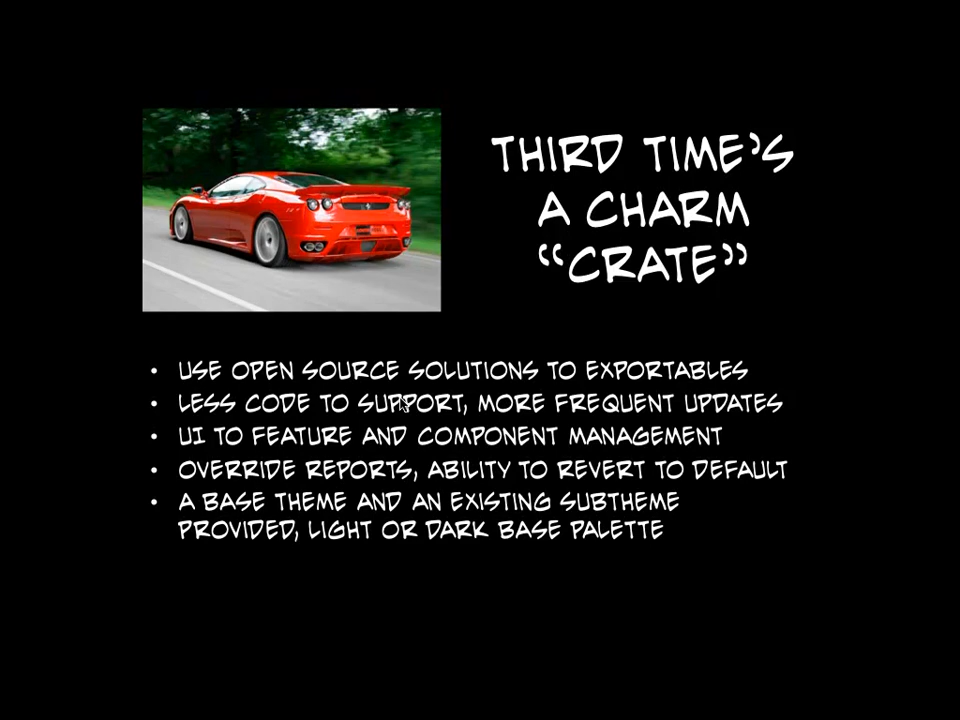 THIRD TIME'S
A CHARM
“CRATE”
• USE OPEN SOURCE SOLUTIONS TO EXPORTABLES
• LESS CODE TO SUPPORT, MORE FREQUENT UPDATES
• UI TO FEATURE AND COMPONENT MANAGEMENT
• OVERRIDE REPORTS, ABILITY TO REVERT TO DEFAULT
• A BASE THEME AND AN EXISTING SUBTHEME
PROVIDED, LIGHT OR DARK BASE PALETTE